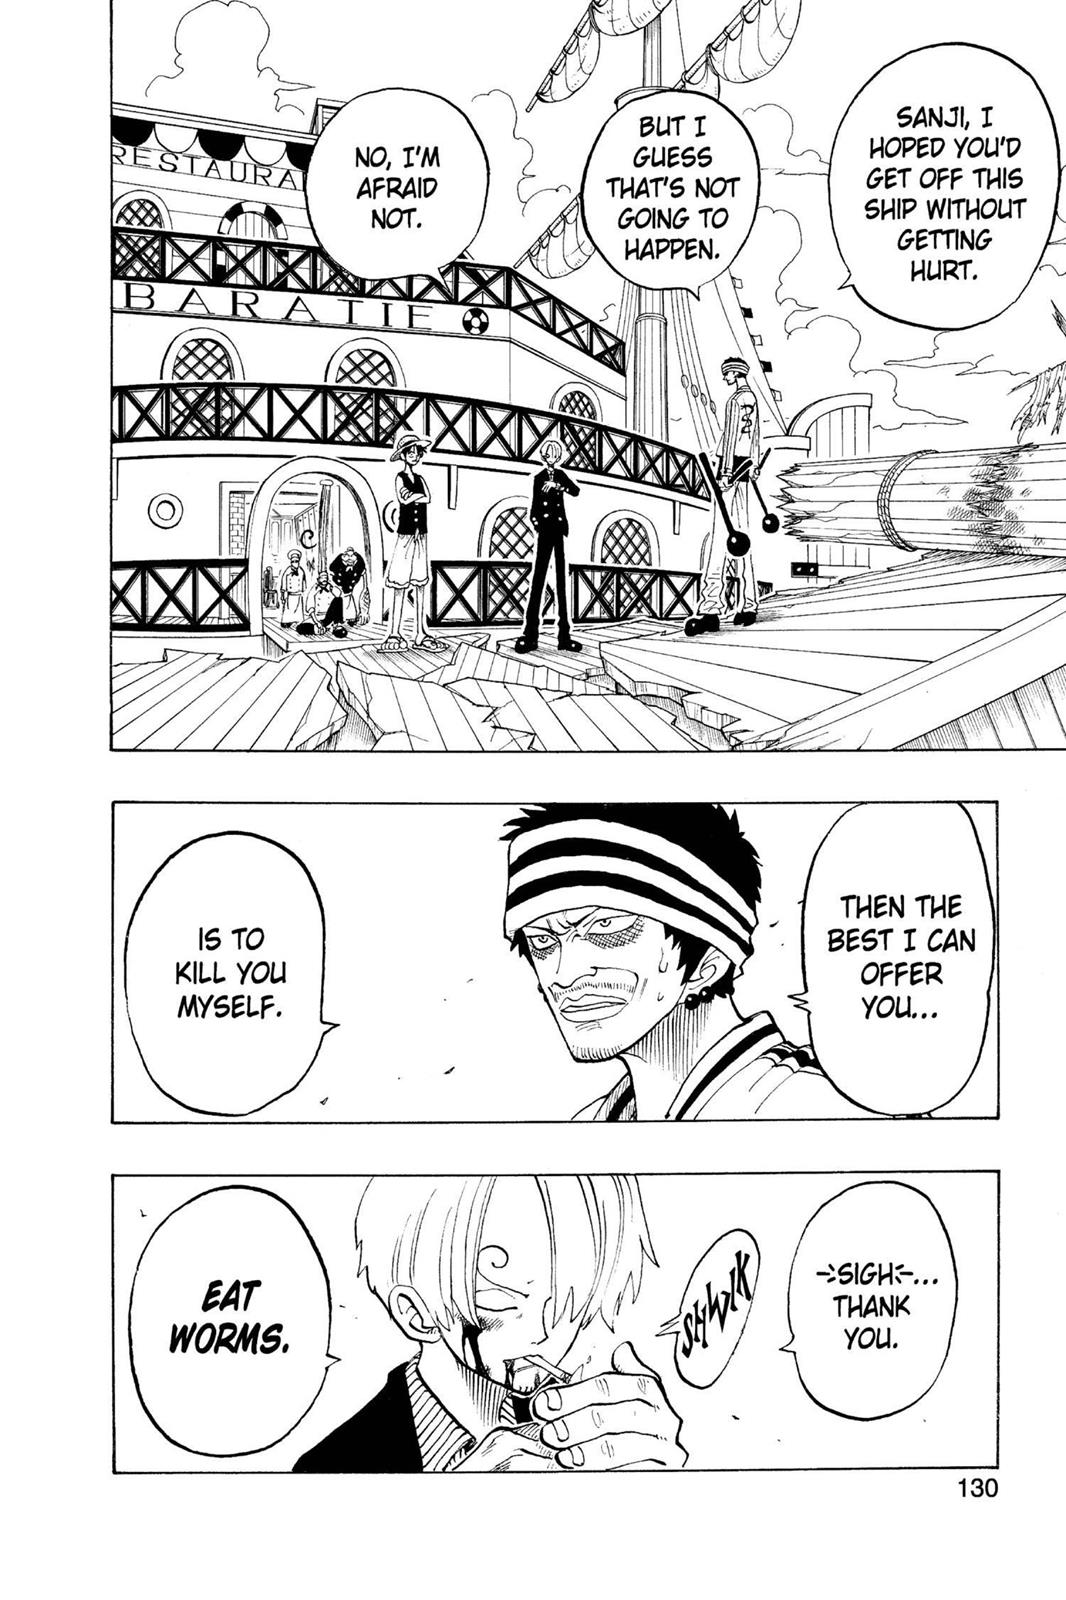 SANJI, I
HOPED YOU'D
GET OFF THIS
SHIP WITHOUT
GETTING
HURT.
BUT I
GUESS
THAT'S NOT
GOING TO
HAPPEN.
NO, I'M
AFRAID
NOT.
RESTAURA
BARATIE
THEN THE
BEST I CAN
OFFER
YOU...
IS TO
KILL YOU
MYSELF.
SIGH...
THANK
YOU.
SHWIK
EAT
WORMS.
130